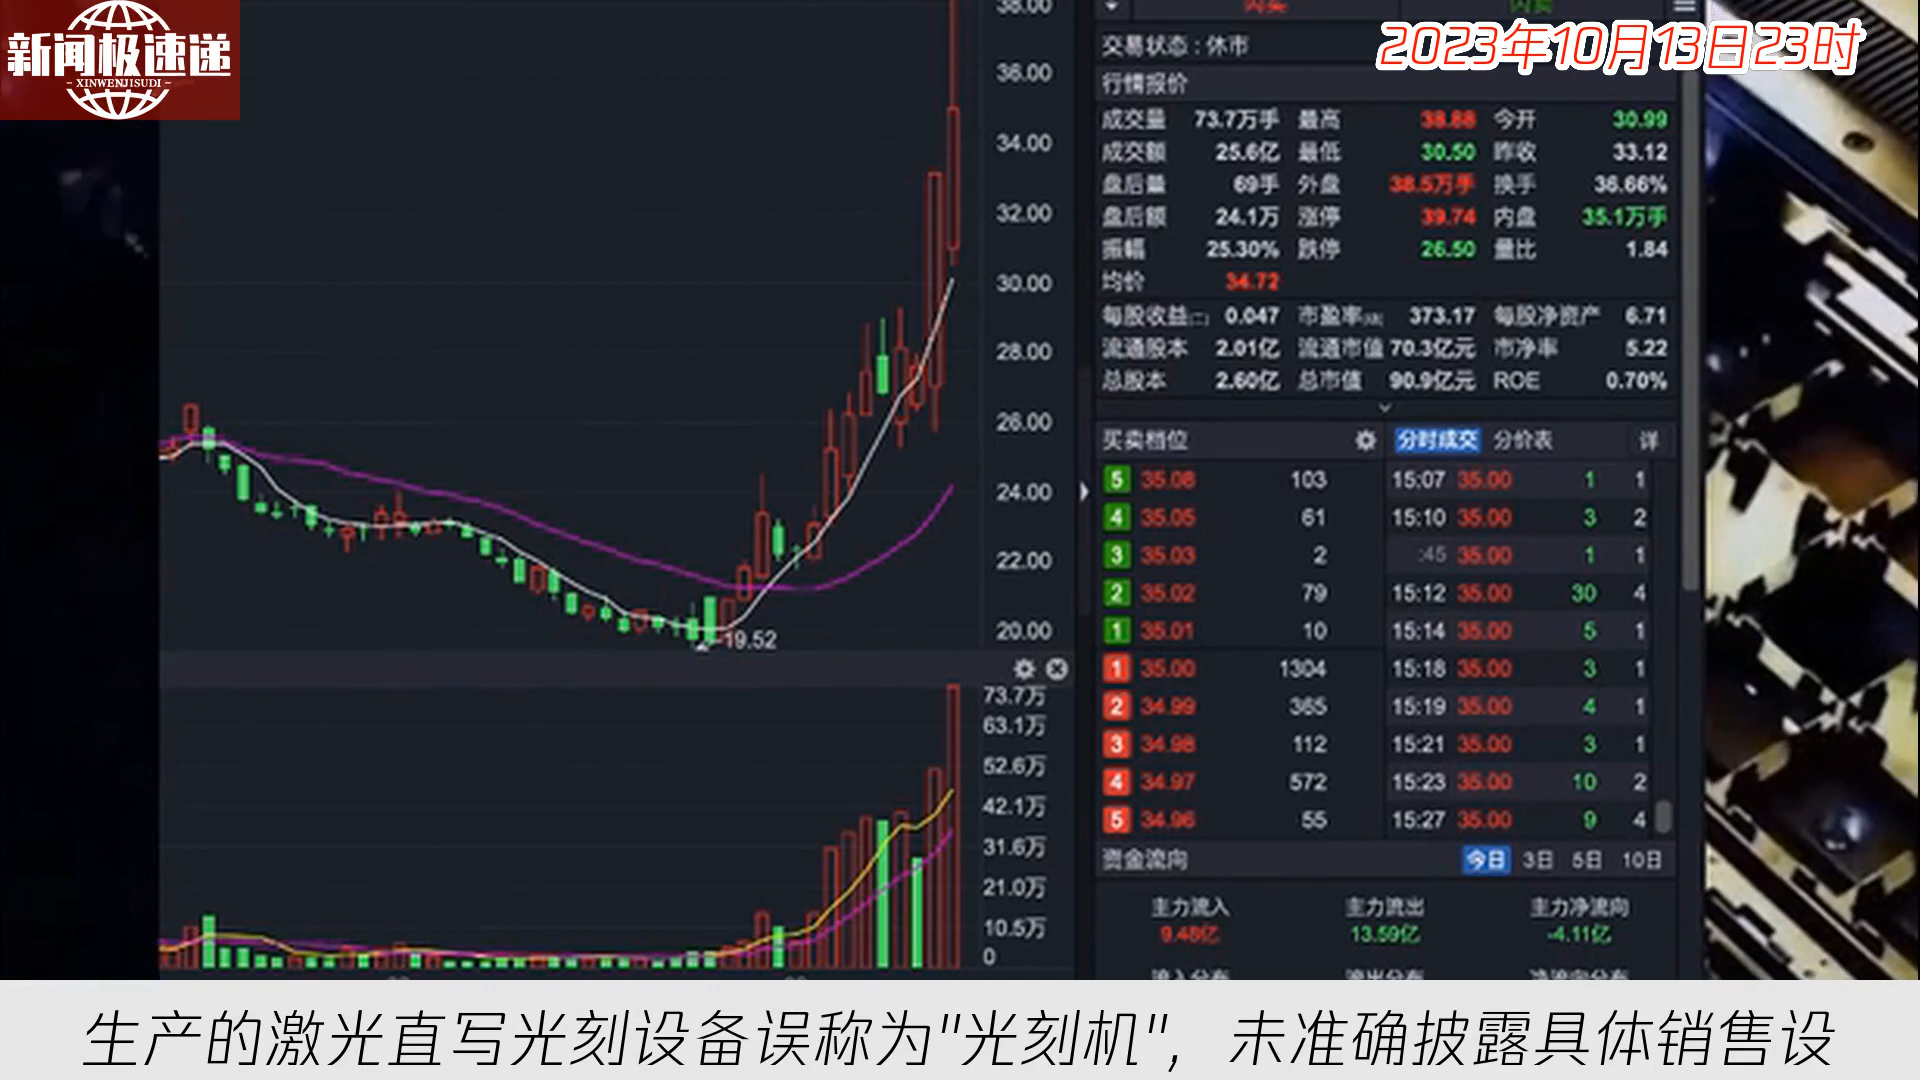 新闻极速递
XINWENJISUDI
2023年10月13日23时
38.00
36.00
34.00
32.00
30.00
28.00
26.00
24.00
22.00
20.00
19.52
73.7万
63.1万
52.6万
42.1万
31.6万
21.0万
10.5万
0
交易状态：休市
行情报价
成交量 73.7万手 最高 38.88 今开 30.99
成交额 25.6亿 最低 30.50 昨收 33.12
盘后量 69手 外盘 38.5万手 换手 36.66%
盘后额 24.1万 涨停 39.74 内盘 35.1万手
振幅 25.30% 跌停 26.50 量比 1.84
均价 34.72
每股收益 0.047 市盈率 373.17 每股净资产 6.71
流通股本 2.01亿 流通市值 70.3亿元 市净率 5.22
总股本 2.60亿 总市值 90.9亿元 ROE 0.70%
买卖档位 分时成交 分价表 详
5 35.08 103 15:07 35.00 1 1
4 35.05 61 15:10 35.00 3 2
3 35.03 2 :45 35.00 1 1
2 35.02 79 15:12 35.00 30 4
1 35.01 10 15:14 35.00 5 1
1 35.00 1304 15:18 35.00 3 1
2 34.99 365 15:19 35.00 4 1
3 34.98 112 15:21 35.00 3 1
4 34.97 572 15:23 35.00 10 2
5 34.96 55 15:27 35.00 9 4
资金流向 今日 3日 5日 10日
主力流入 主力流出 主力净流向
9.48亿 13.59亿 -4.11亿
生产的激光直写光刻设备误称为"光刻机"，未准确披露具体销售设